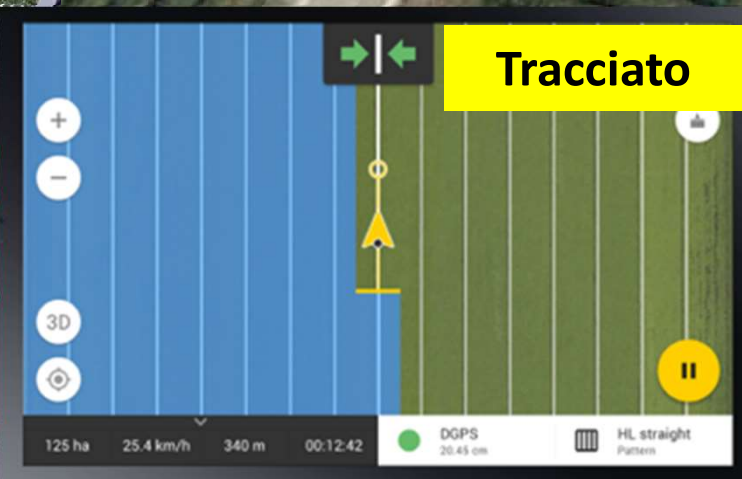 Tracciato
+
−
3D
125 ha 25.4 km/h 340 m 00:12:42
DGPS
20.45 cm
HL straight
Pattern